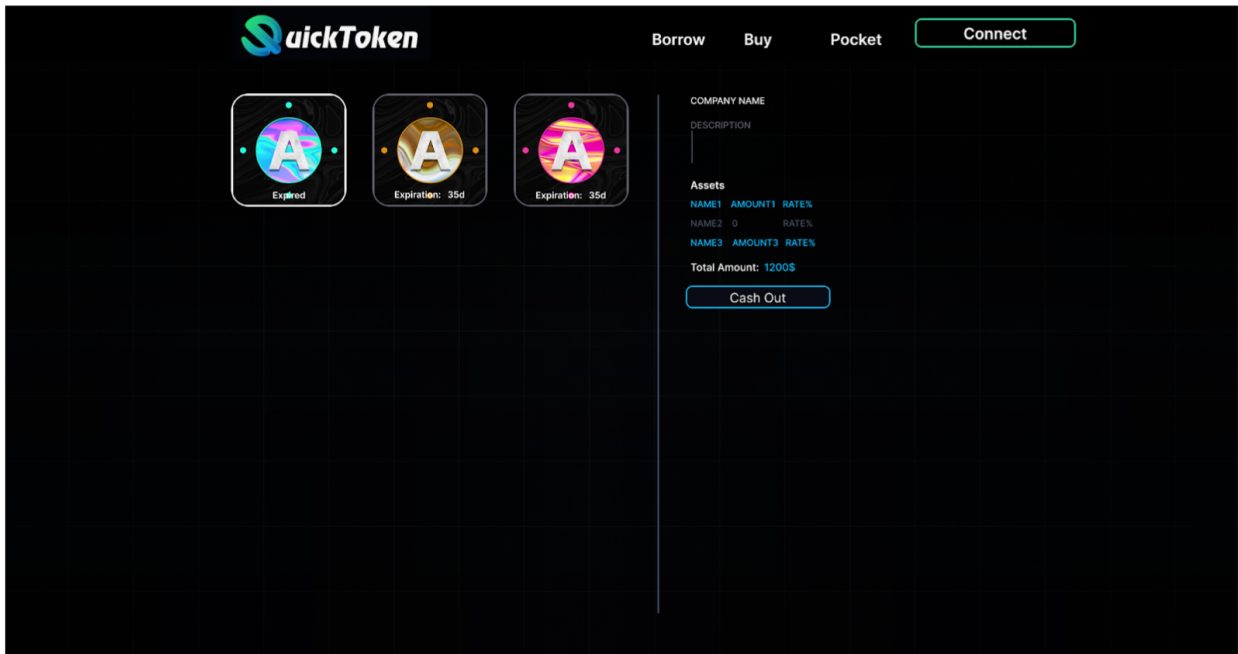 QuickToken
Borrow Buy Pocket Connect
A A A
Expired Expiration: 35d Expiration: 35d
COMPANY NAME
DESCRIPTION
Assets
NAME1 AMOUNT1 RATE%
NAME2 0 RATE%
NAME3 AMOUNT3 RATE%
Total Amount: 1200$
Cash Out